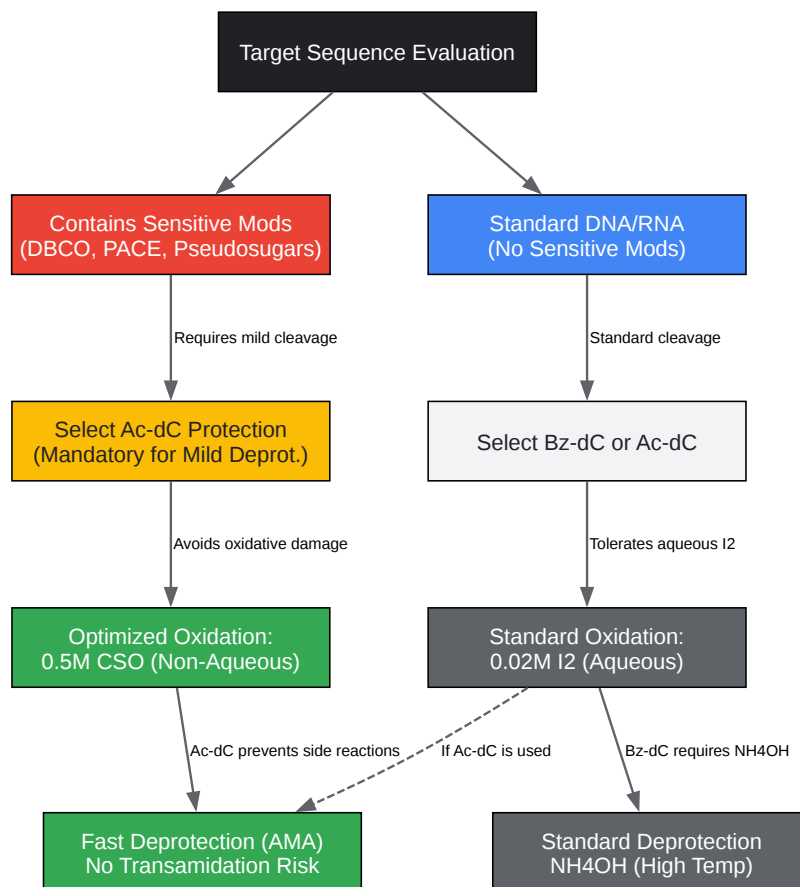 Target Sequence Evaluation
Contains Sensitive Mods
(DBCO, PACE, Pseudosugars)
Standard DNA/RNA
(No Sensitive Mods)
Requires mild cleavage
Standard cleavage
Select Ac-dC Protection
(Mandatory for Mild Deprot.)
Select Bz-dC or Ac-dC
Avoids oxidative damage
Tolerates aqueous I2
Optimized Oxidation:
0.5M CSO (Non-Aqueous)
Standard Oxidation:
0.02M I2 (Aqueous)
Ac-dC prevents side reactions
If Ac-dC is used
Bz-dC requires NH4OH
Fast Deprotection (AMA)
No Transamidation Risk
Standard Deprotection
NH4OH (High Temp)